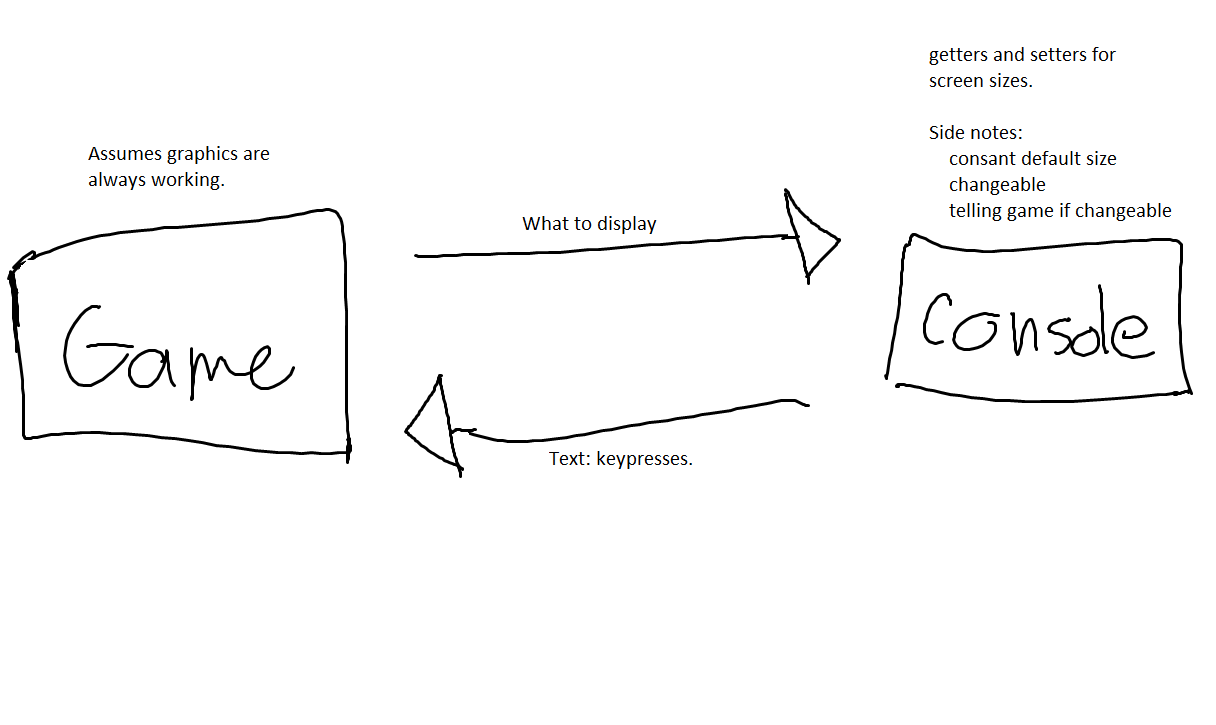 getters and setters for
screen sizes.
Side notes:
consant default size
changeable
telling game if changeable
Assumes graphics are
always working.
What to display
Game
Console
Text: keypresses.